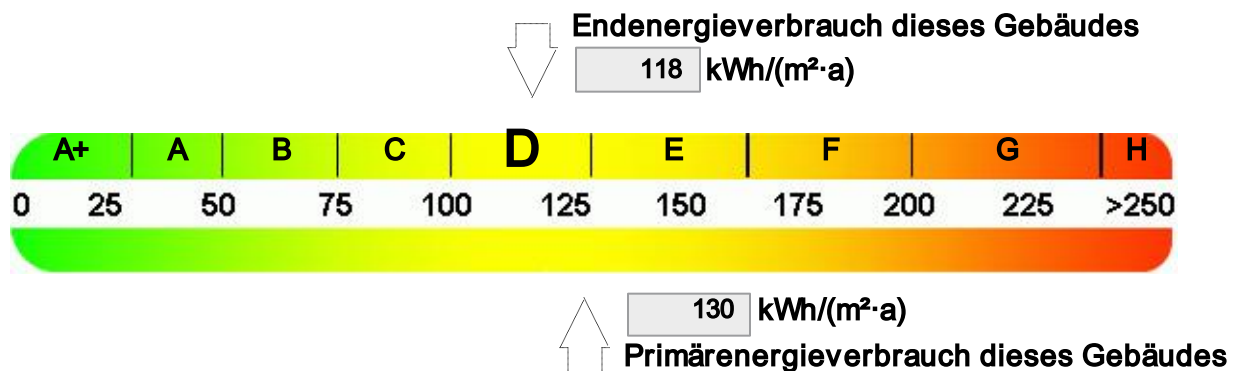 Endenergieverbrauch dieses Gebäudes
118 kWh/(m²·a)
A+ A B C D E F G H
0 25 50 75 100 125 150 175 200 225 >250
130 kWh/(m²·a)
Primärenergieverbrauch dieses Gebäudes